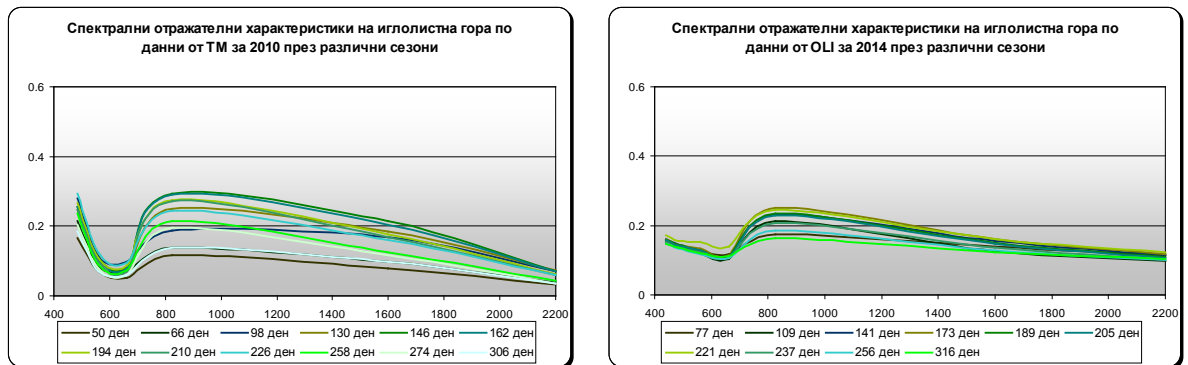 Спектрални отражателни характеристики на иглолистна гора по
данни от ТМ за 2010 през различни сезони
0.6
0.4
0.2
0
400 600 800 1000 1200 1400 1600 1800 2000 2200
50 ден 66 ден 98 ден 130 ден 146 ден 162 ден
194 ден 210 ден 226 ден 258 ден 274 ден 306 ден
Спектрални отражателни характеристики на иглолистна гора по
данни от OLI за 2014 през различни сезони
0.6
0.4
0.2
0
400 600 800 1000 1200 1400 1600 1800 2000 2200
77 ден 109 ден 141 ден 173 ден 189 ден 205 ден
221 ден 237 ден 256 ден 316 ден